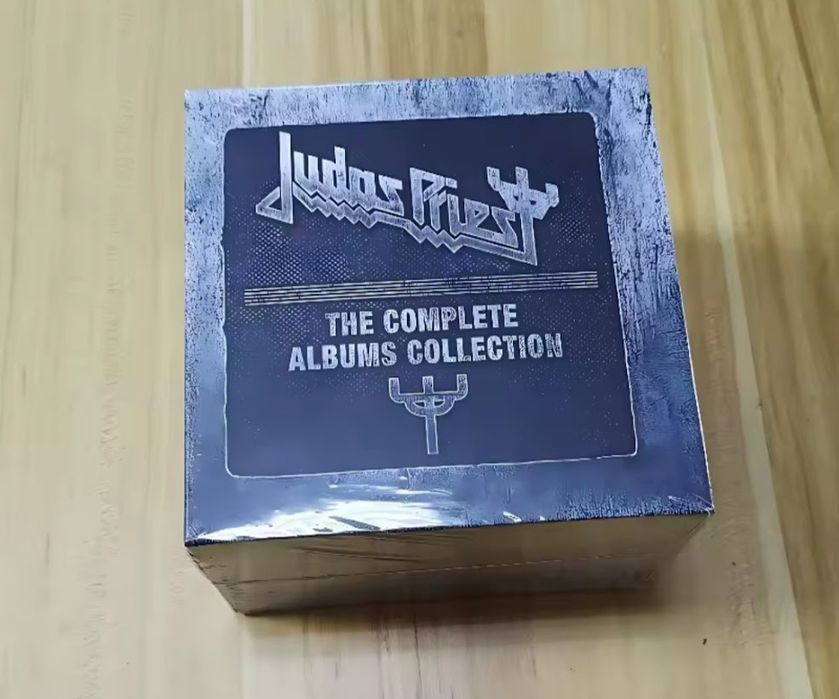 Judas Priest
THE COMPLETE
ALBUMS COLLECTION